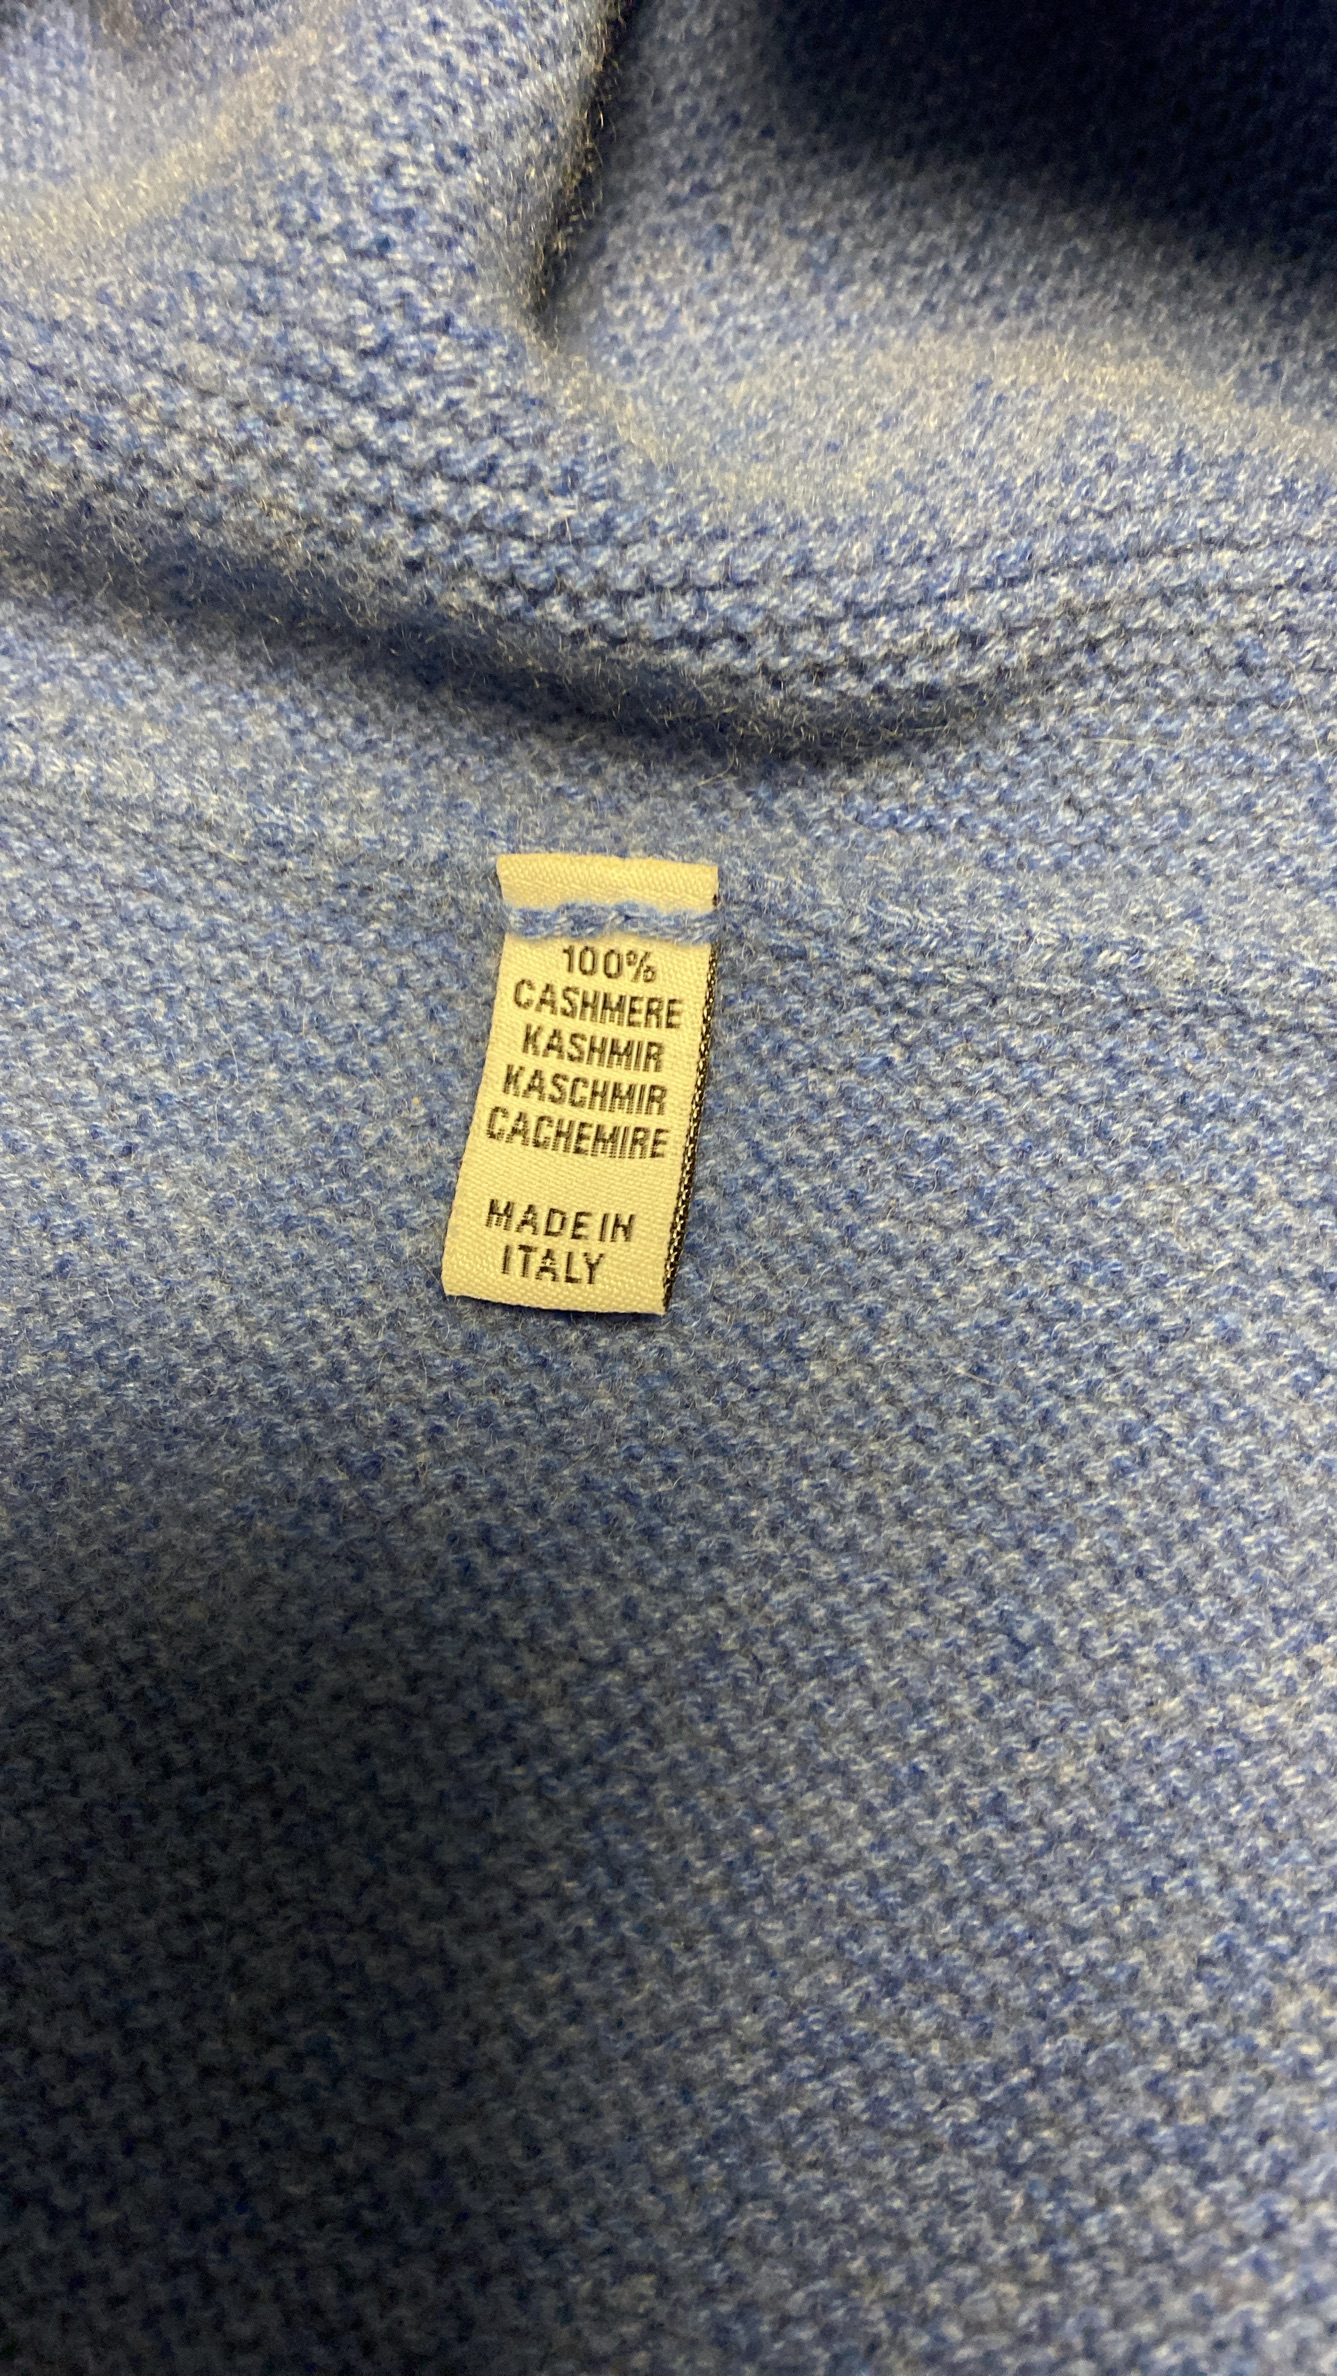 100%
CASHMERE
KASHMIR
KASCHMIR
CACHEMIRE
MADE IN
ITALY